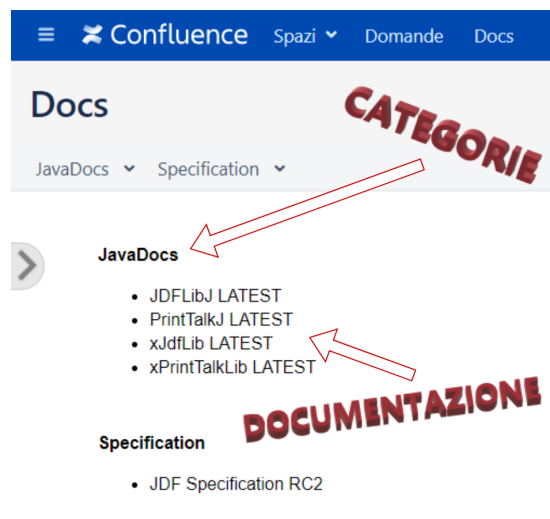 Confluence Spazi Domande Docs
Docs
CATEGORIE
JavaDocs Specification
JavaDocs
JDFLibJ LATEST
PrintTalkJ LATEST
xJdfLib LATEST
xPrintTalkLib LATEST
DOCUMENTAZIONE
Specification
JDF Specification RC2